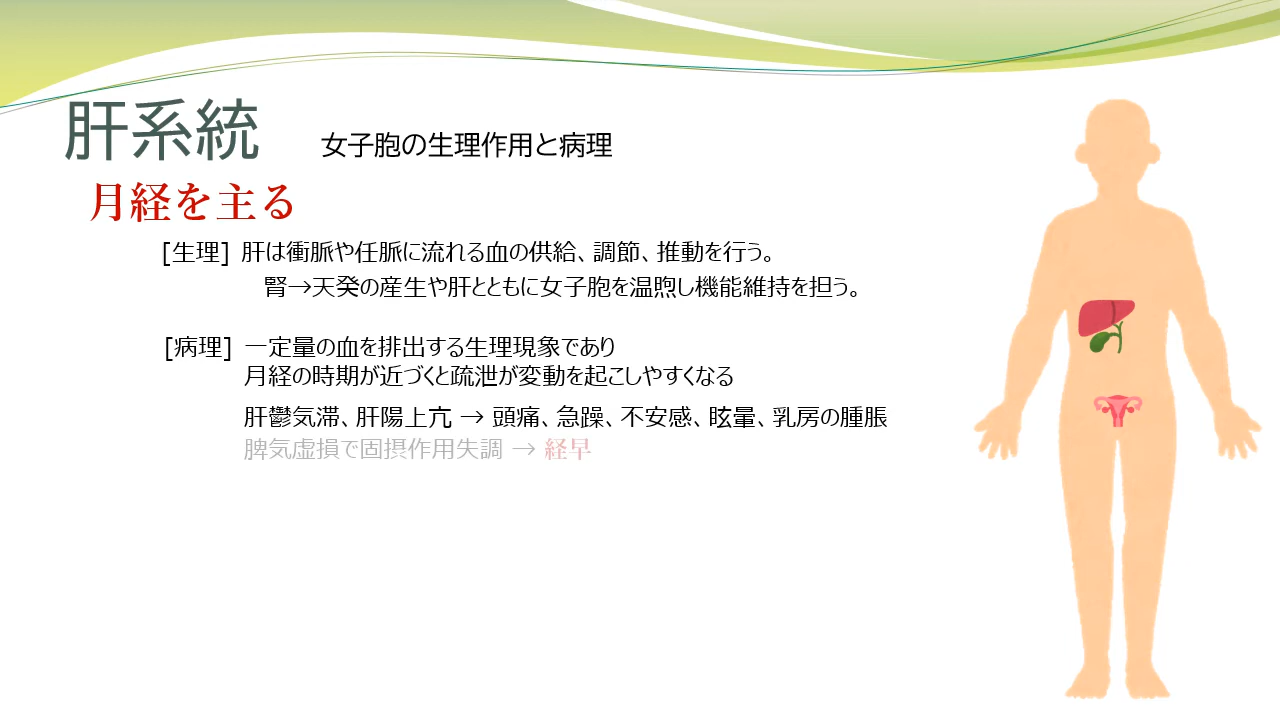 肝系統
女子胞の生理作用と病理
月経を主る
[生理] 肝は衝脈や任脈に流れる血の供給、調節、推動を行う。
腎→天癸の産生や肝とともに女子胞を温煦し機能維持を担う。
[病理] 一定量の血を排出する生理現象であり
月経の時期が近づくと疏泄が変動を起こしやすくなる
肝鬱気滞、肝陽上亢 → 頭痛、急躁、不安感、眩暈、乳房の腫脹
脾気虚損で固摂作用失調 → 経早